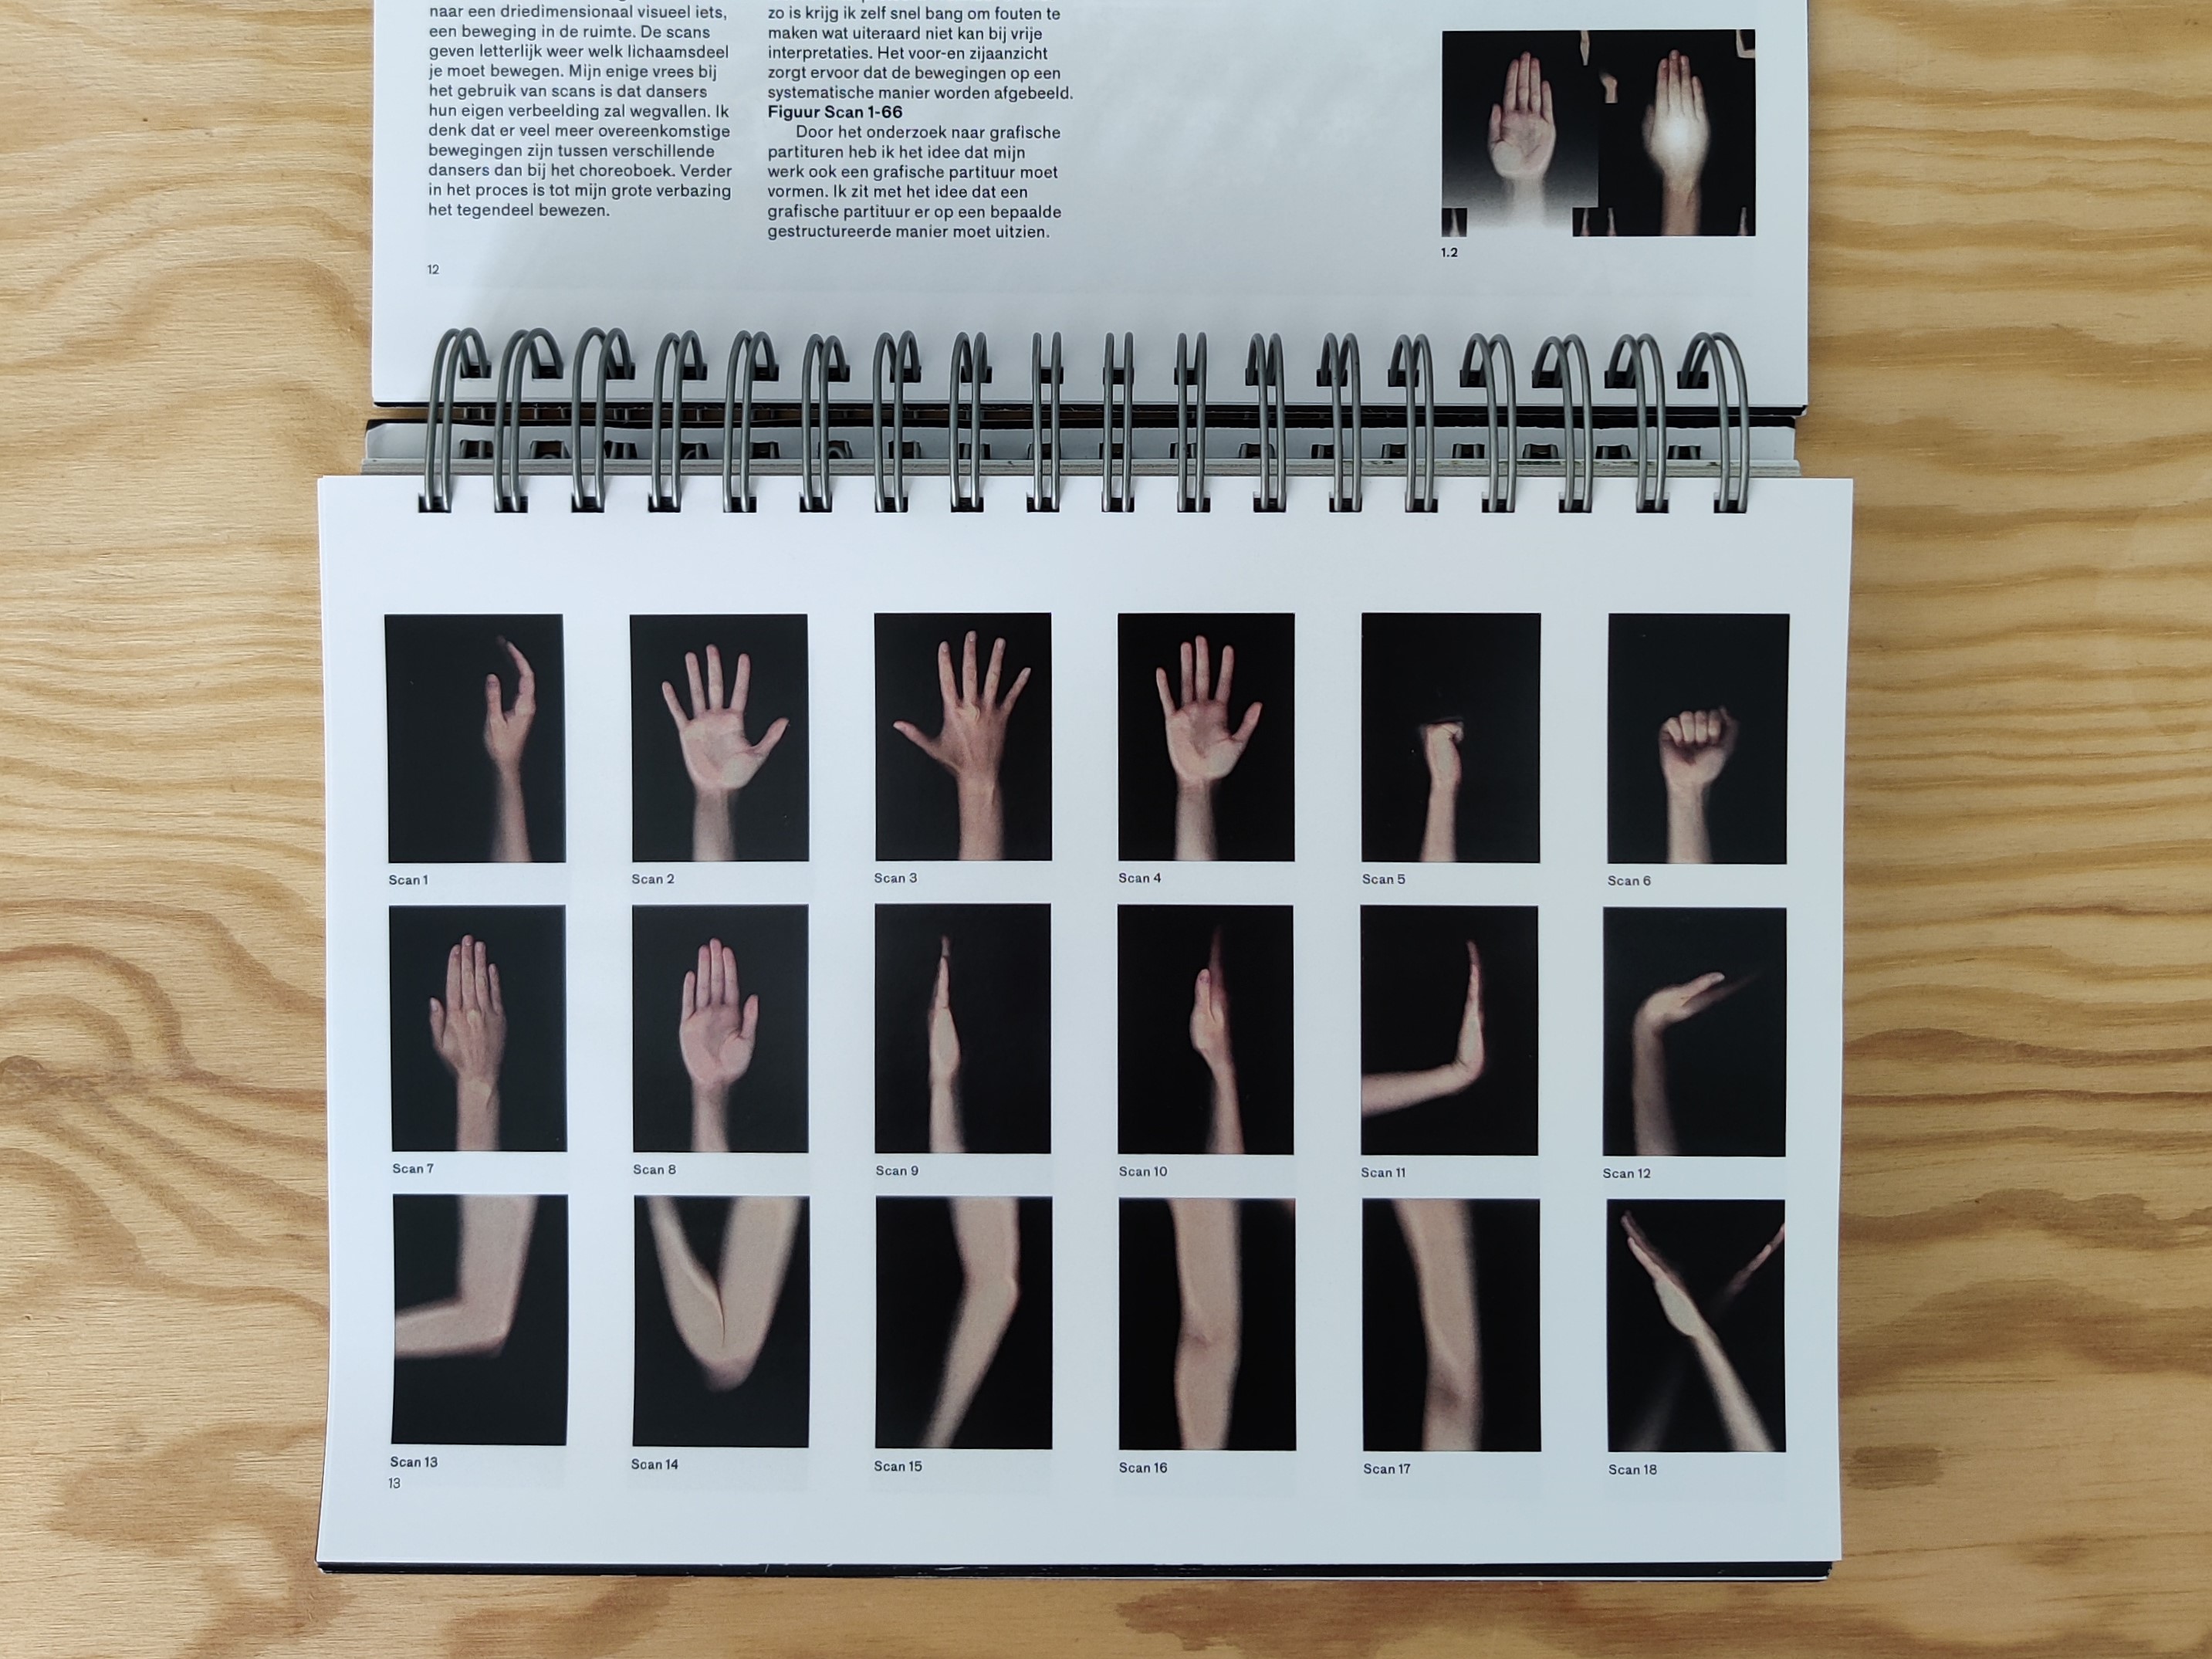 naar een driedimensionaal visueel iets,
een beweging in de ruimte. De scans
geven letterlijk weer welk lichaamsdeel
je moet bewegen. Mijn enige vrees bij
het gebruik van scans is dat dansers
hun eigen verbeelding zal wegvallen. Ik
denk dat er veel meer overeenkomstige
bewegingen zijn tussen verschillende
dansers dan bij het choreoboek. Verder
in het proces is tot mijn grote verbazing
het tegendeel bewezen.
12
zo is krijg ik zelf snel bang om fouten te
maken wat uiteraard niet kan bij vrije
interpretaties. Het voor-en zijaanzicht
zorgt ervoor dat de bewegingen op een
systematische manier worden afgebeeld.
Figuur Scan 1-66
Door het onderzoek naar grafische
partituren heb ik het idee dat mijn
werk ook een grafische partituur moet
vormen. Ik zit met het idee dat een
grafische partituur er op een bepaalde
gestructureerde manier moet uitzien.
1.2
Scan 1
Scan 2
Scan 3
Scan 4
Scan 5
Scan 6
Scan 7
Scan 8
Scan 9
Scan 10
Scan 11
Scan 12
Scan 13
Scan 14
Scan 15
Scan 16
Scan 17
Scan 18
13